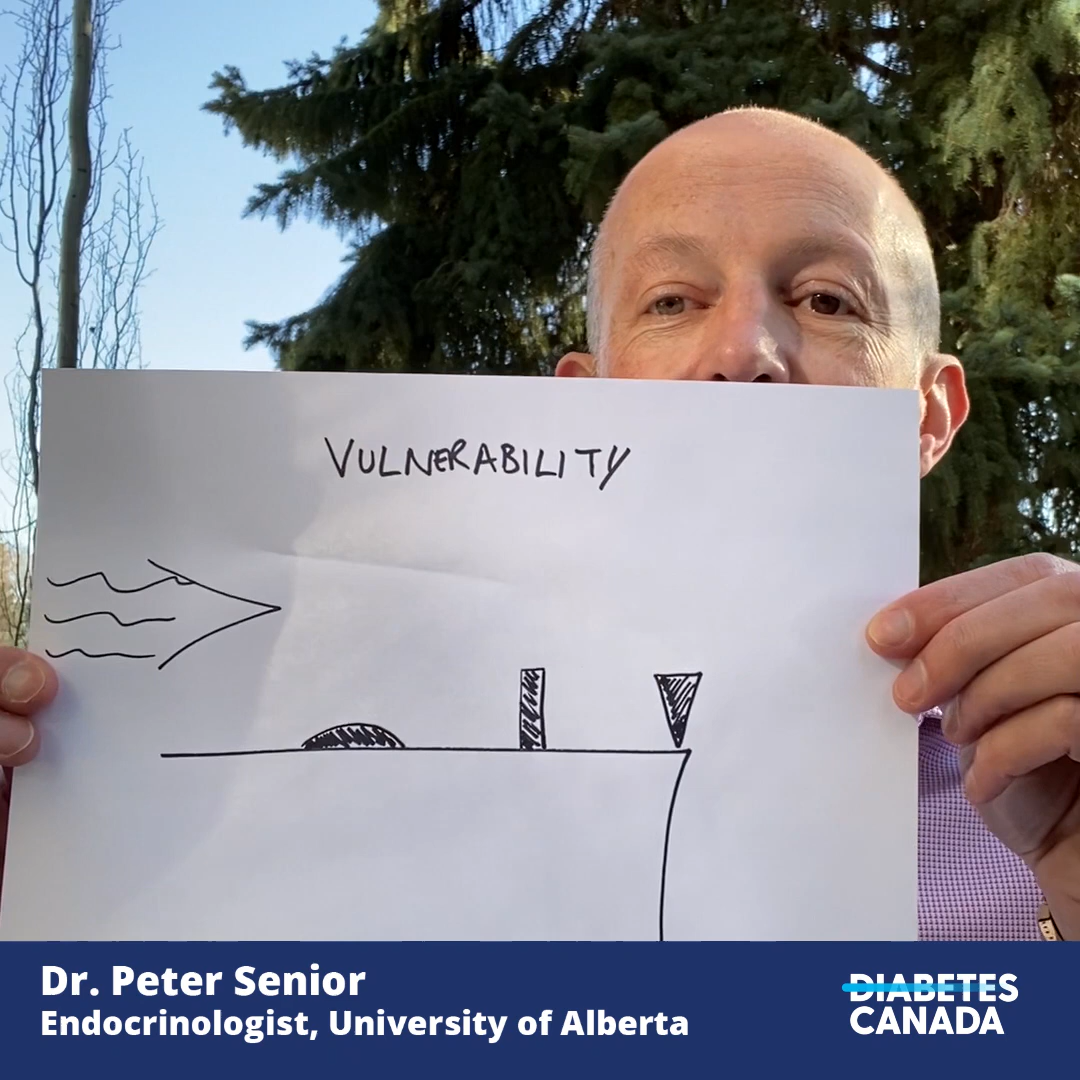 VULNERABILITY
Dr. Peter Senior
Endocrinologist, University of Alberta
DIABETES
CANADA